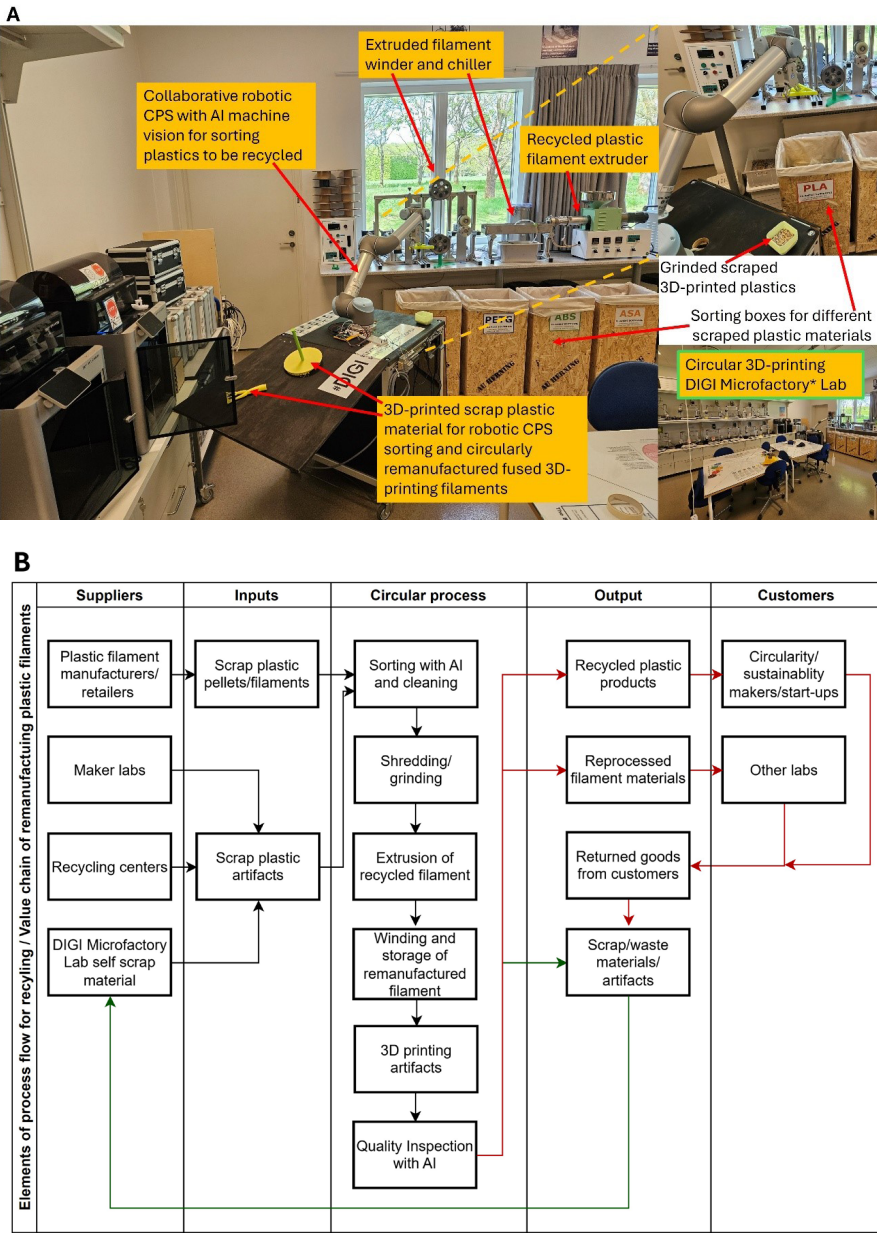 A
Extruded filament
winder and chiller
Collaborative robotic
CPS with AI machine
vision for sorting
plastics to be recycled
Recycled plastic
filament extruder
PLA
Grinded scraped
3D-printed plastics
Sorting boxes for different
scraped plastic materials
PETG
ABS
ASA
AU HERNING
AU HERNING
#DIGI
Circular 3D-printing
DIGI Microfactory* Lab
3D-printed scrap plastic
material for robotic CPS
sorting and circularly
remanufactured fused 3D-
printing filaments
B
Elements of process flow for recyling / Value chain of remanufactuing plastic filaments
Suppliers
Inputs
Circular process
Output
Customers
Plastic filament
manufacturers/
retailers
Scrap plastic
pellets/filaments
Sorting with AI
and cleaning
Recycled plastic
products
Circularity/
sustainablity
makers/start-ups
Maker labs
Shredding/
grinding
Reprocessed
filament materials
Other labs
Recycling centers
Scrap plastic
artifacts
Extrusion of
recycled filament
Returned goods
from customers
DIGI Microfactory
Lab self scrap
material
Winding and
storage of
remanufactured
filament
Scrap/waste
materials/
artifacts
3D printing
artifacts
Quality Inspection
with AI